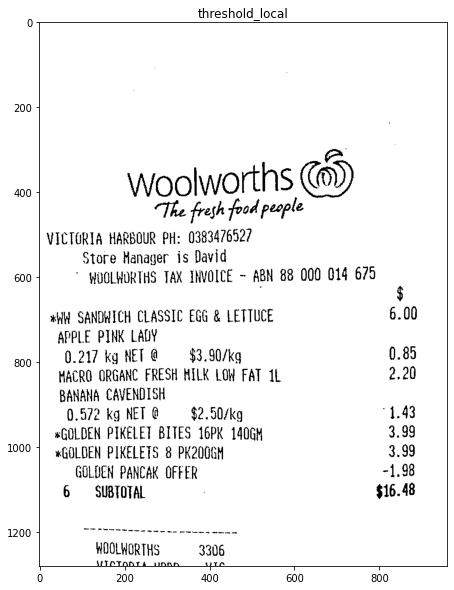 threshold_local
0
200
400
600
800
1000
1200
0
200
400
600
800
Woolworths
The fresh food people
VICTORIA HARBOUR PH: 0383476527
Store Manager is David
WOOLWORTHS TAX INVOICE - ABN 88 000 014 675
$
*WW SANDWICH CLASSIC EGG & LETTUCE 6.00
APPLE PINK LADY
0.217 kg NET @ $3.90/kg 0.85
MACRO ORGANC FRESH MILK LOW FAT 1L 2.20
BANANA CAVENDISH
0.572 kg NET @ $2.50/kg 1.43
*GOLDEN PIKELET BITES 16PK 140GM 3.99
*GOLDEN PIKELETS 8 PK200GM 3.99
GOLDEN PANCAK OFFER -1.98
6 SUBTOTAL $16.48
WOOLWORTHS 3306